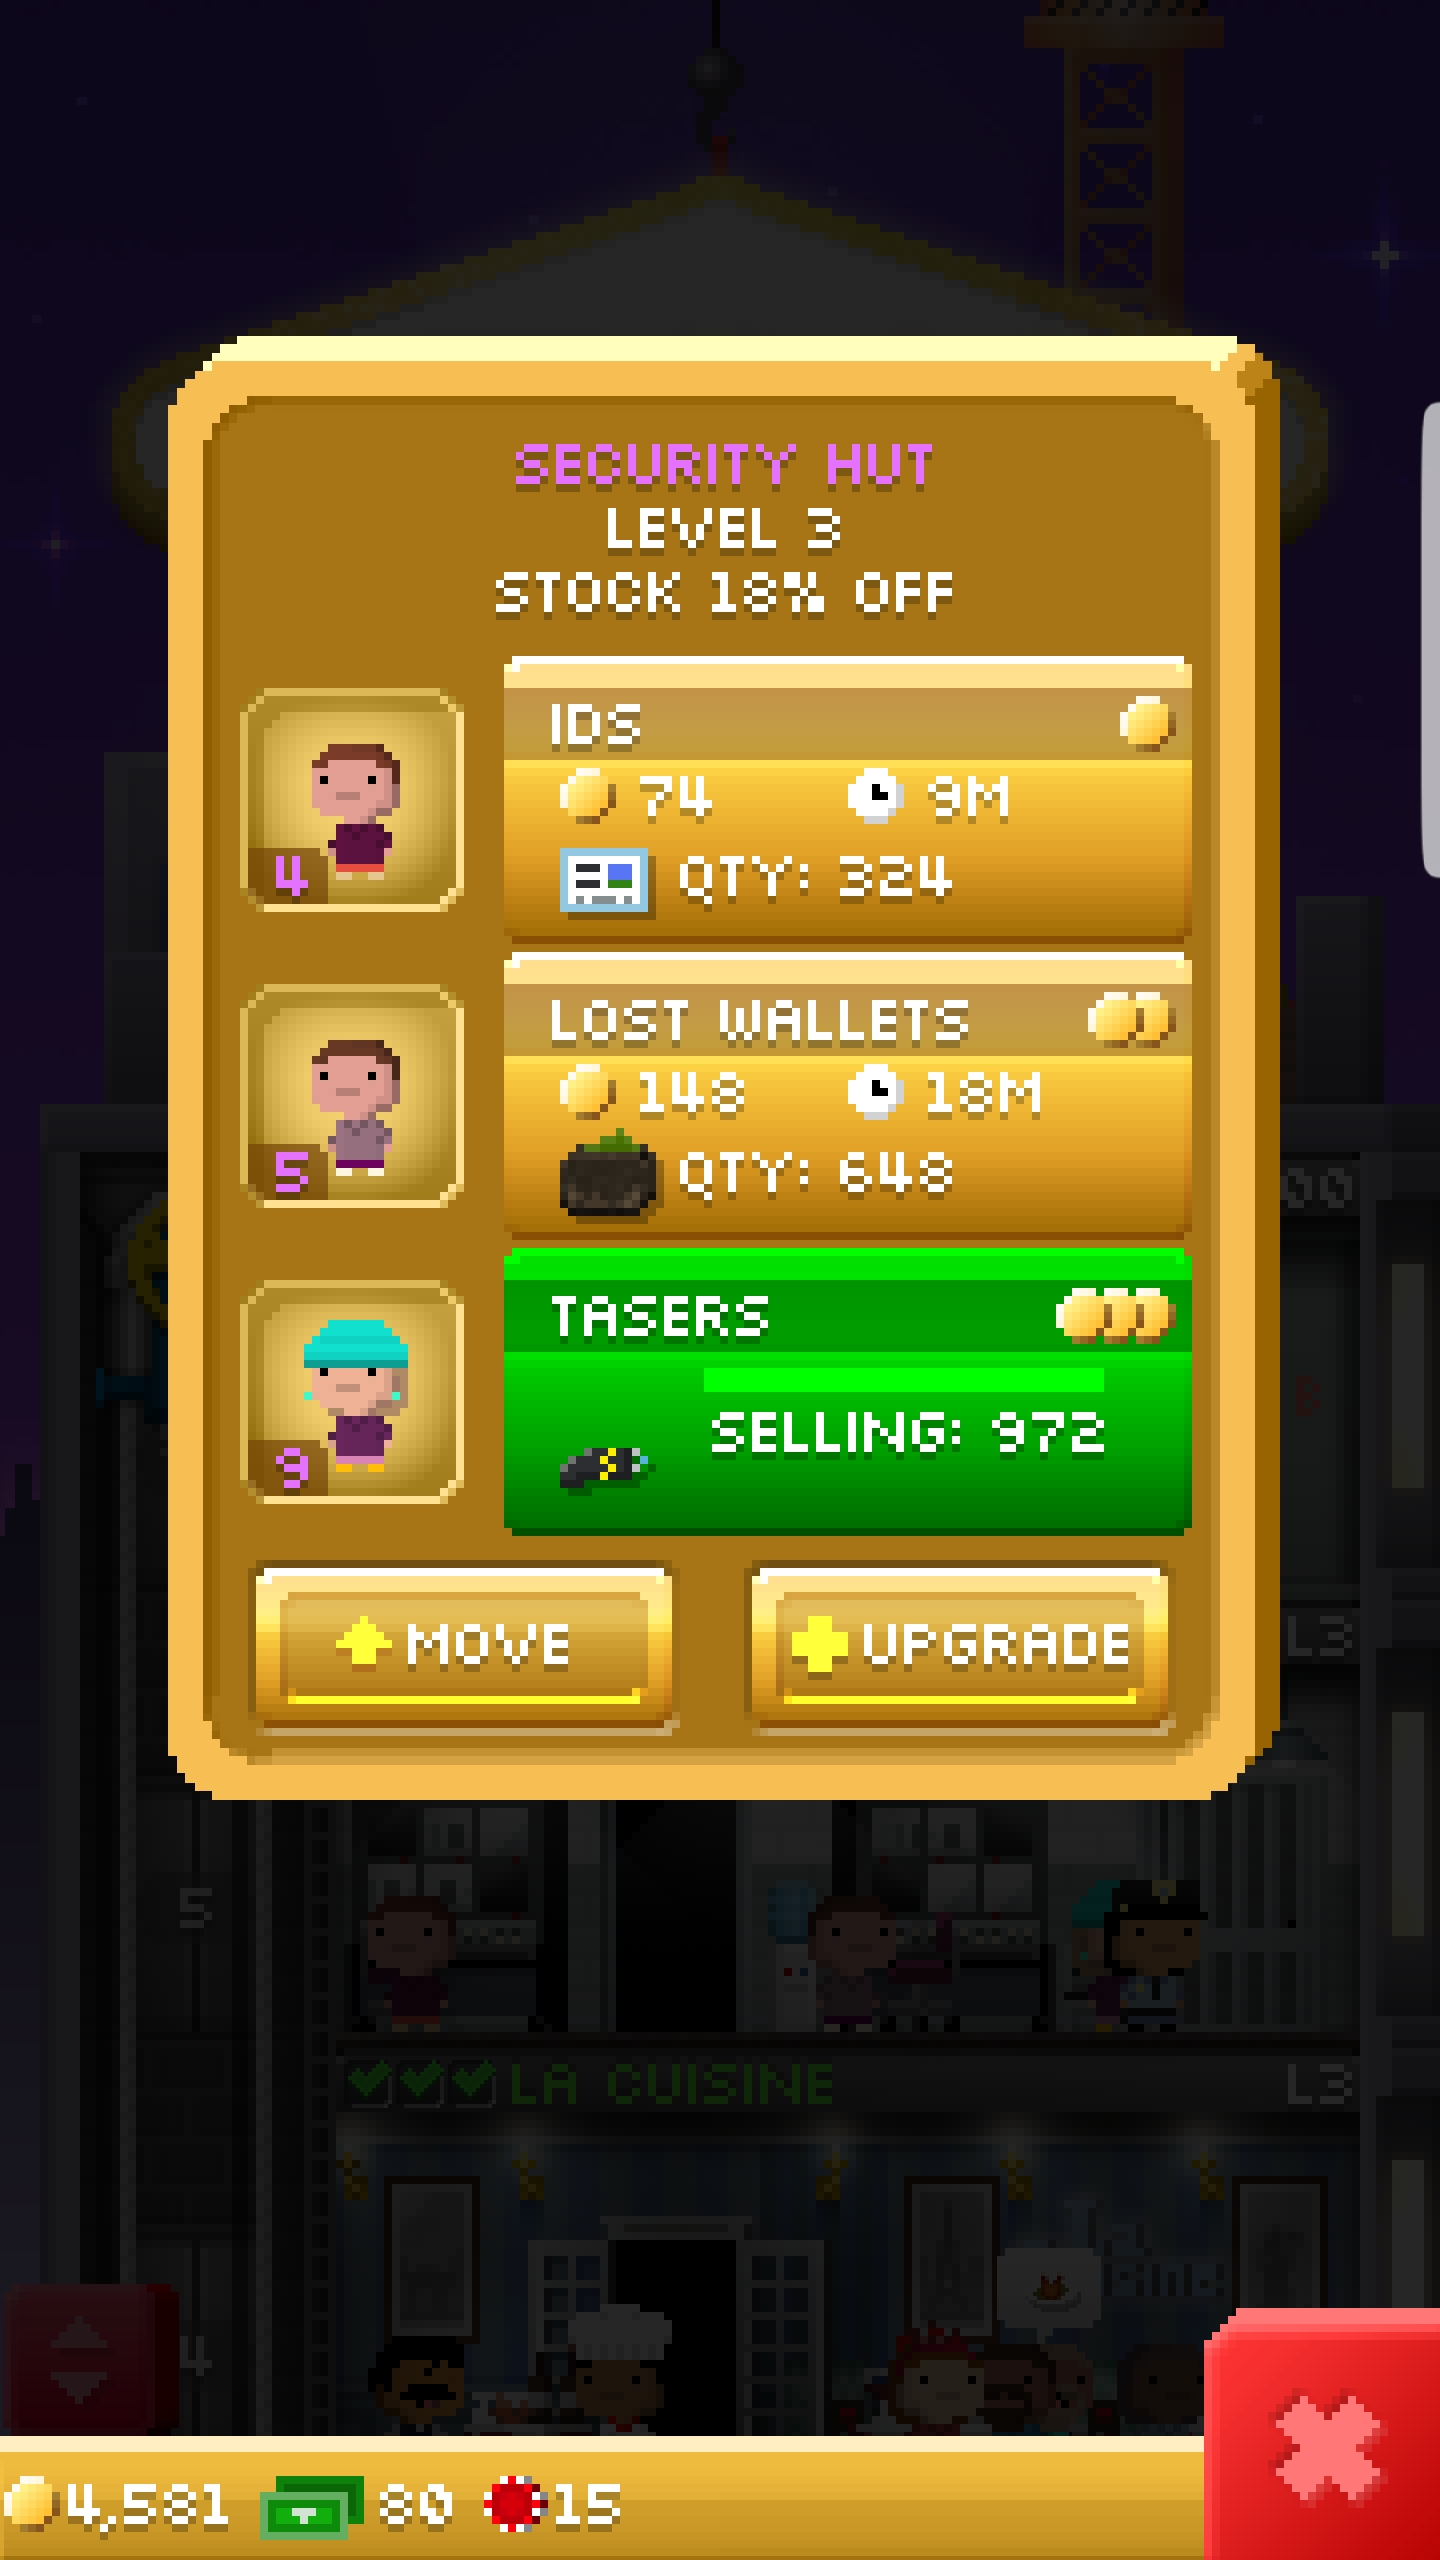 SECURITY HUT
LEVEL 3
STOCK 18% OFF
IDS
74 9M
4 QTY: 324
LOST WALLETS
148 18M
5 QTY: 648
TASERS
SELLING: 972
9
MOVE UPGRADE
L3
5
LA CUISINE L3
4
4,581 80 15